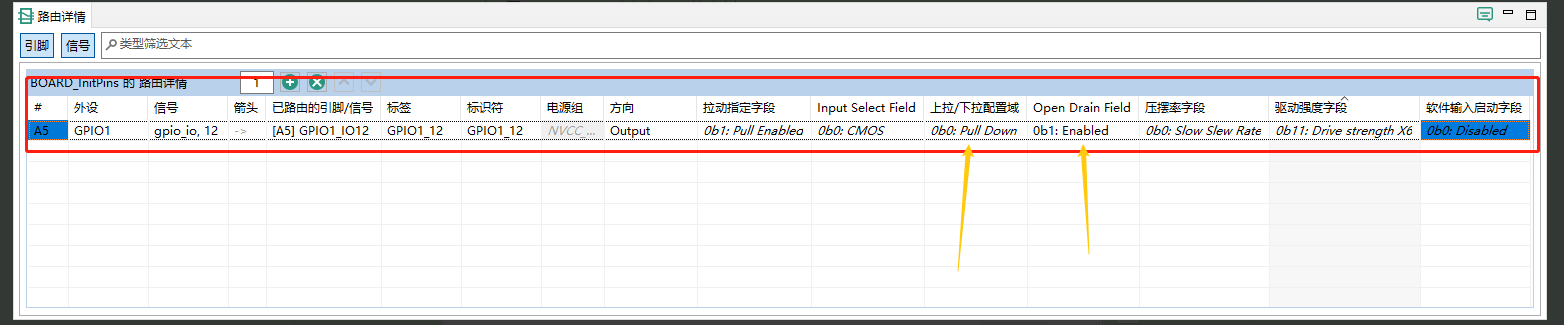 路由详情
引脚 信号 类型筛选文本
BOARD_InitPins 的 路由详情 1
# 外设 信号 箭头 已路由的引脚/信号 标签 标识符 电源组 方向 拉动指定字段 Input Select Field 上拉/下拉配置域 Open Drain Field 压摆率字段 驱动强度字段 软件输入启动字段
A5 GPIO1 gpio_io, 12 -> [A5] GPIO1_IO12 GPIO1_12 GPIO1_12 NVCC_... Output 0b1: Pull Enabled 0b0: CMOS 0b0: Pull Down 0b1: Enabled 0b0: Slow Slew Rate 0b11: Drive strength X6 0b0: Disabled